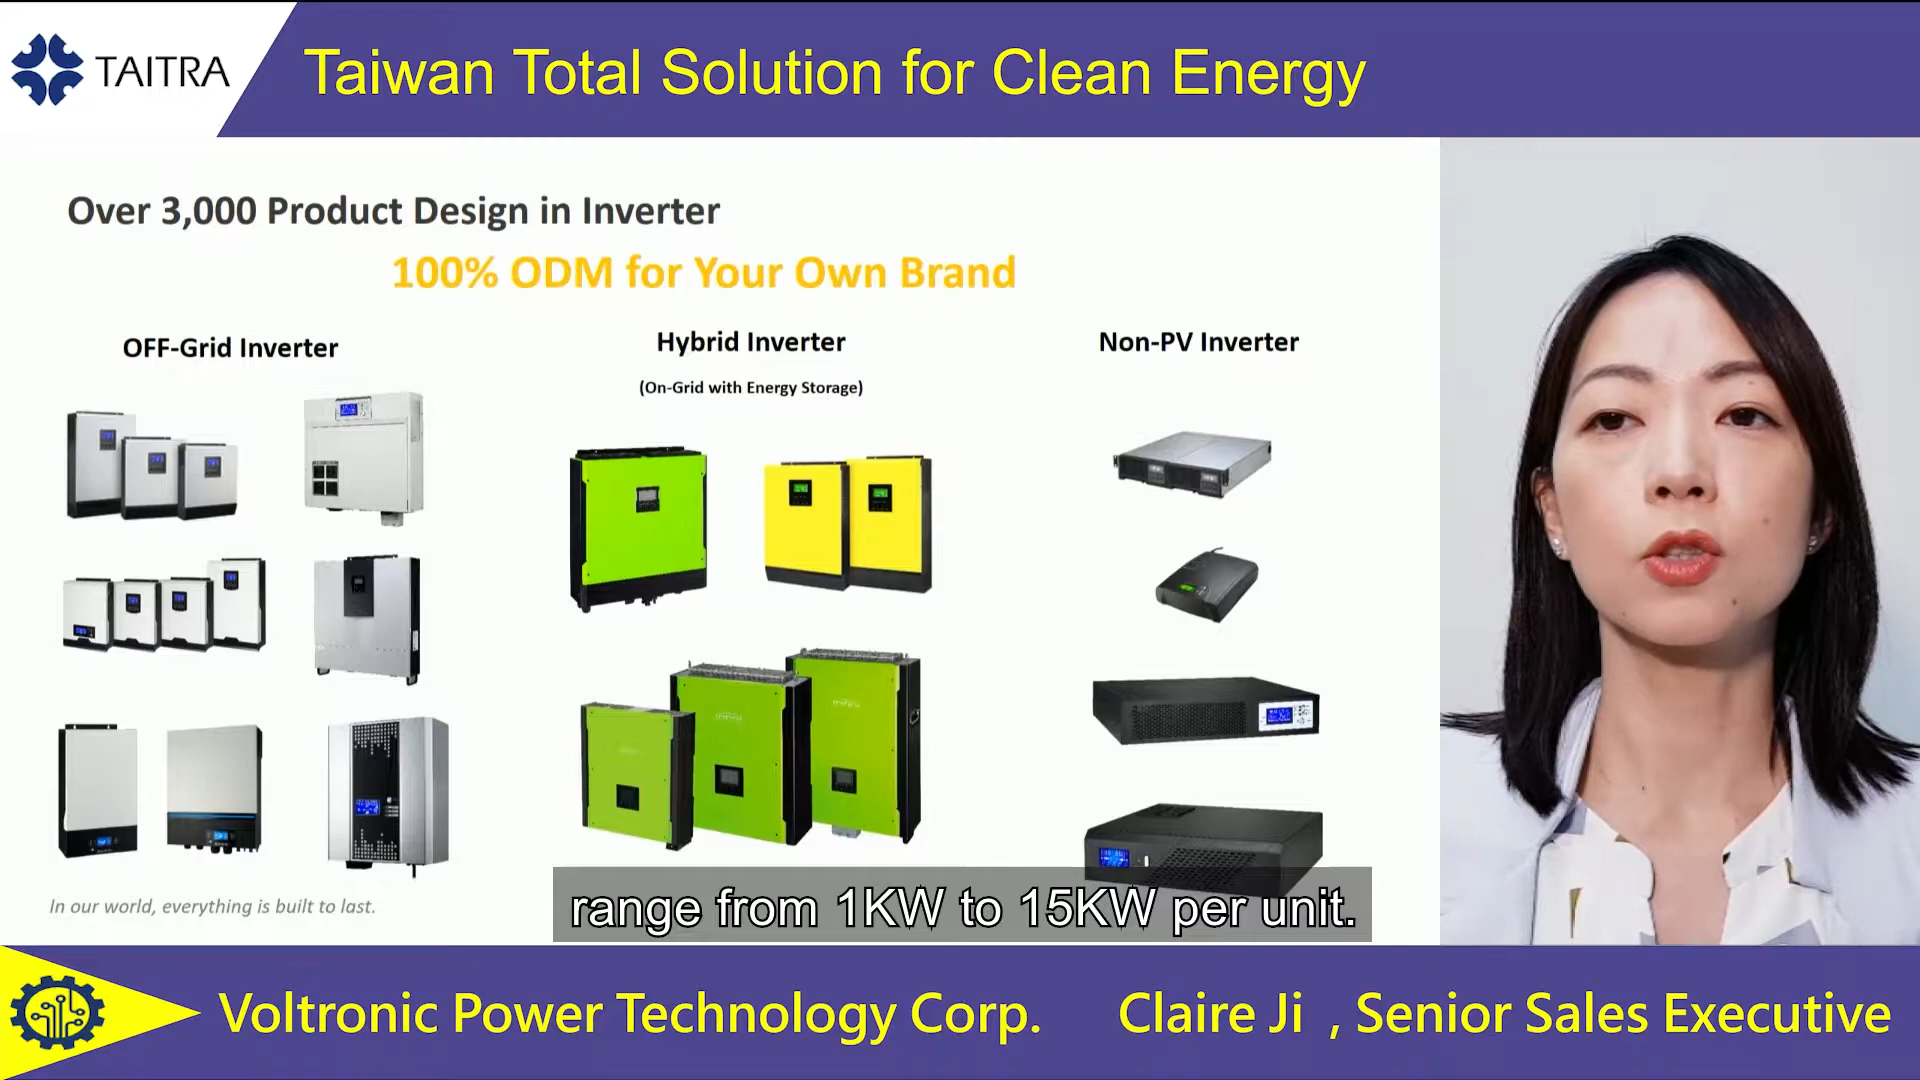 TAITRA
Taiwan Total Solution for Clean Energy
Over 3,000 Product Design in Inverter
100% ODM for Your Own Brand
OFF-Grid Inverter
Hybrid Inverter
(On-Grid with Energy Storage)
Non-PV Inverter
In our world, everything is built to last.
range from 1KW to 15KW per unit.
Voltronic Power Technology Corp.
Claire Ji , Senior Sales Executive